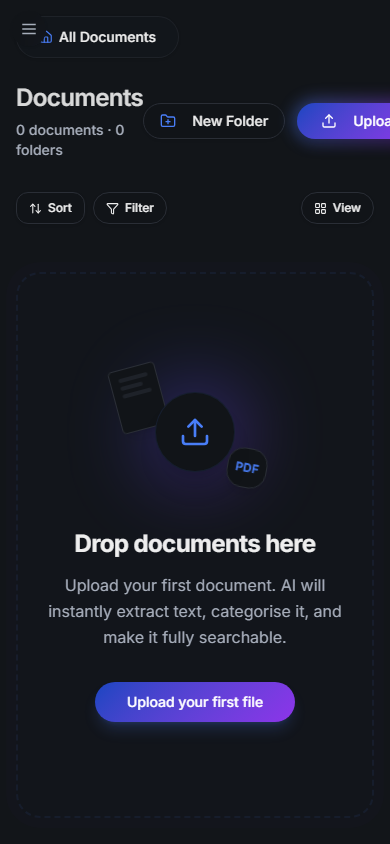 All Documents
Documents
0 documents · 0
folders
New Folder
Uploa
Sort
Filter
View
PDF
Drop documents here
Upload your first document. AI will
instantly extract text, categorise it, and
make it fully searchable.
Upload your first file